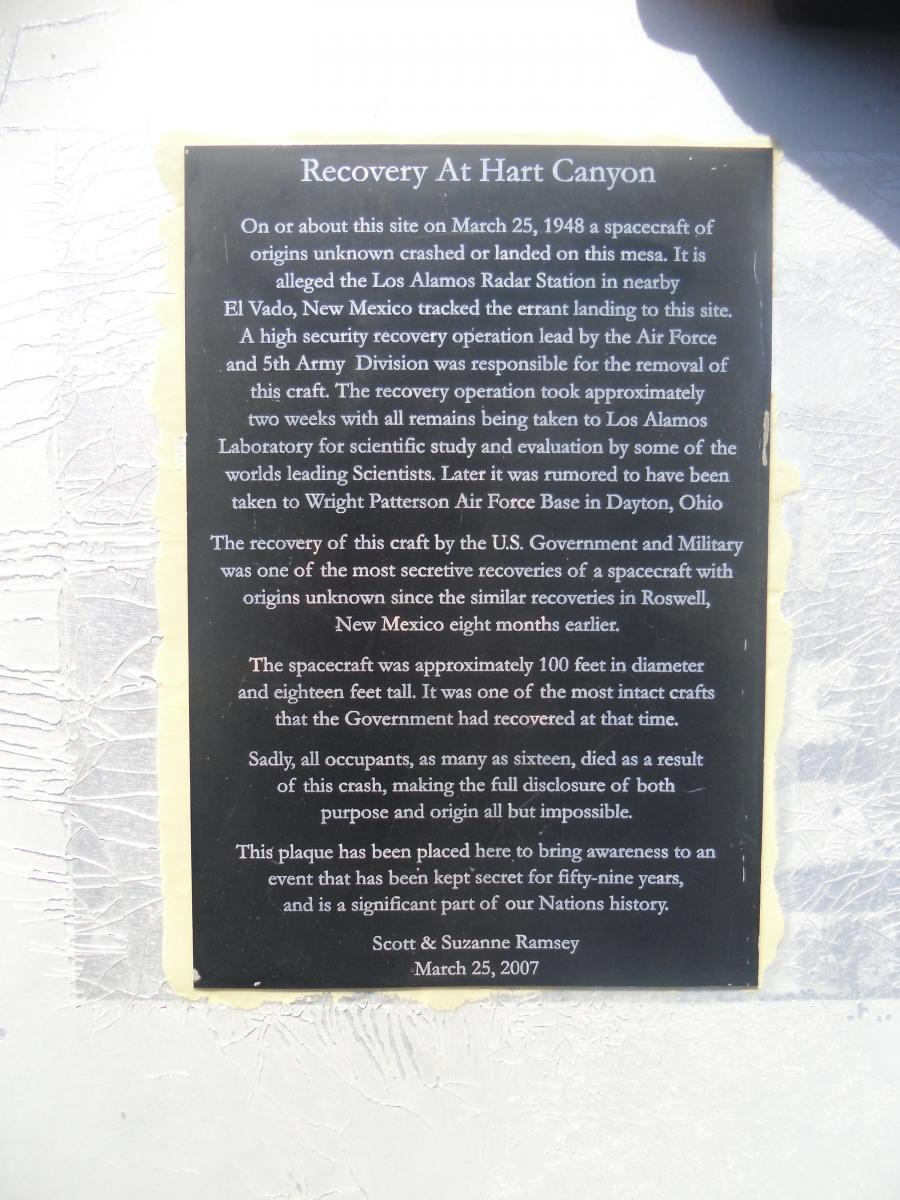 Recovery At Hart Canyon
On or about this site on March 25, 1948 a spacecraft of
origins unknown crashed or landed on this mesa. It is
alleged the Los Alamos Radar Station in nearby
El Vado, New Mexico tracked the errant landing to this site.
A high security recovery operation lead by the Air Force
and 5th Army Division was responsible for the removal of
this craft. The recovery operation took approximately
two weeks with all remains being taken to Los Alamos
Laboratory for scientific study and evaluation by some of the
worlds leading Scientists. Later it was rumored to have been
taken to Wright Patterson Air Force Base in Dayton, Ohio
The recovery of this craft by the U.S. Government and Military
was one of the most secretive recoveries of a spacecraft with
origins unknown since the similar recoveries in Roswell,
New Mexico eight months earlier.
The spacecraft was approximately 100 feet in diameter
and eighteen feet tall. It was one of the most intact crafts
that the Government had recovered at that time.
Sadly, all occupants, as many as sixteen, died as a result
of this crash, making the full disclosure of both
purpose and origin all but impossible.
This plaque has been placed here to bring awareness to an
event that has been kept secret for fifty-nine years,
and is a significant part of our Nations history.
Scott & Suzanne Ramsey
March 25, 2007